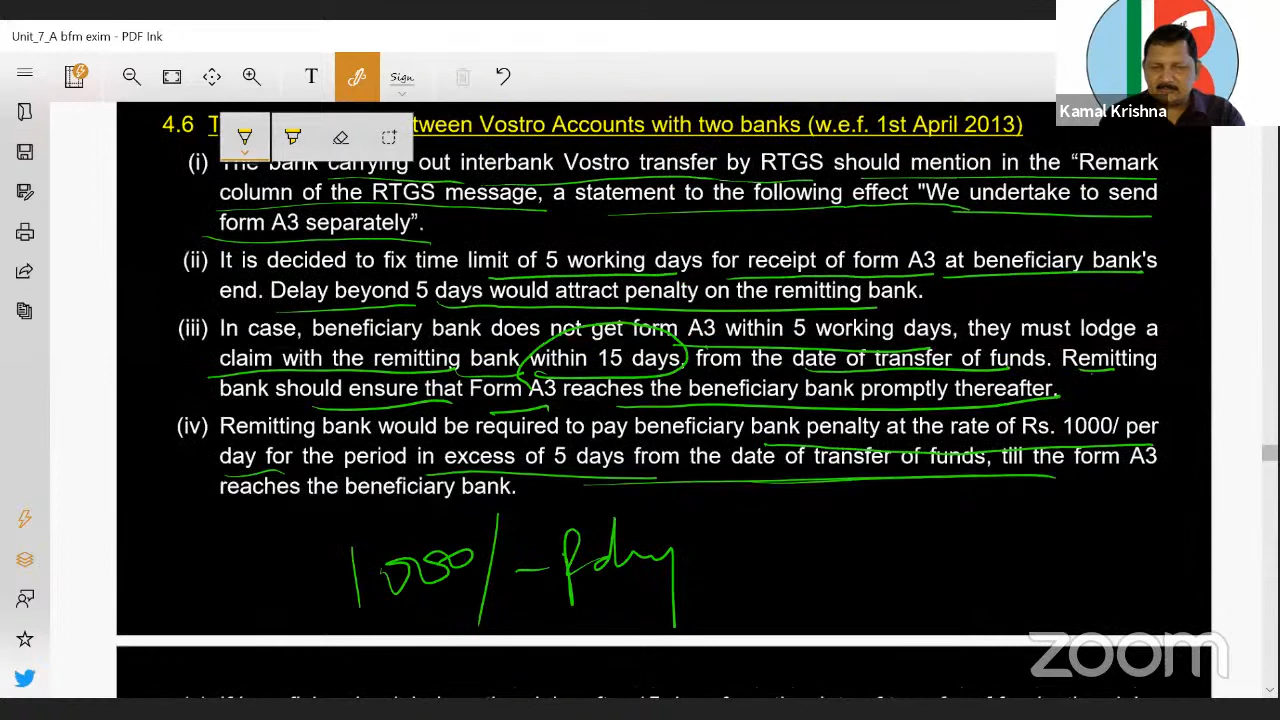 Unit_7_A bfm exim - PDF Ink
T
Sign
Kamal Krishna
4.6 T tween Vostro Accounts with two banks (w.e.f. 1st April 2013)
(i) The bank carrying out interbank Vostro transfer by RTGS should mention in the “Remark
column of the RTGS message, a statement to the following effect "We undertake to send
form A3 separately”.
(ii) It is decided to fix time limit of 5 working days for receipt of form A3 at beneficiary bank's
end. Delay beyond 5 days would attract penalty on the remitting bank.
(iii) In case, beneficiary bank does not get form A3 within 5 working days, they must lodge a
claim with the remitting bank within 15 days, from the date of transfer of funds. Remitting
bank should ensure that Form A3 reaches the beneficiary bank promptly thereafter.
(iv) Remitting bank would be required to pay beneficiary bank penalty at the rate of Rs. 1000/ per
day for the period in excess of 5 days from the date of transfer of funds, till the form A3
reaches the beneficiary bank.
1000/- Pday
zoom